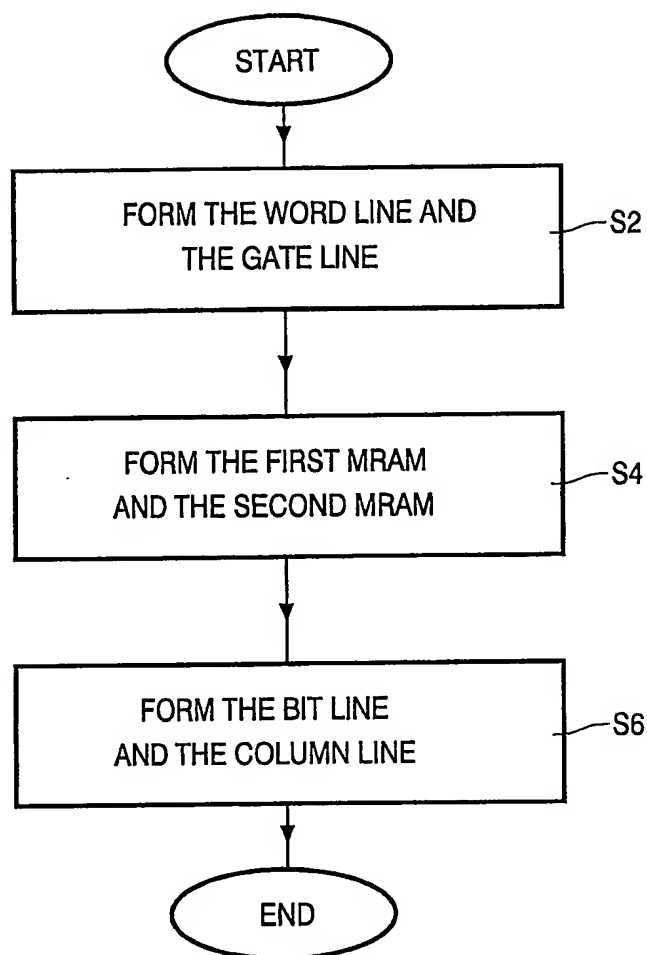 START
FORM THE WORD LINE AND
THE GATE LINE
S2
FORM THE FIRST MRAM
AND THE SECOND MRAM
S4
FORM THE BIT LINE
AND THE COLUMN LINE
S6
END